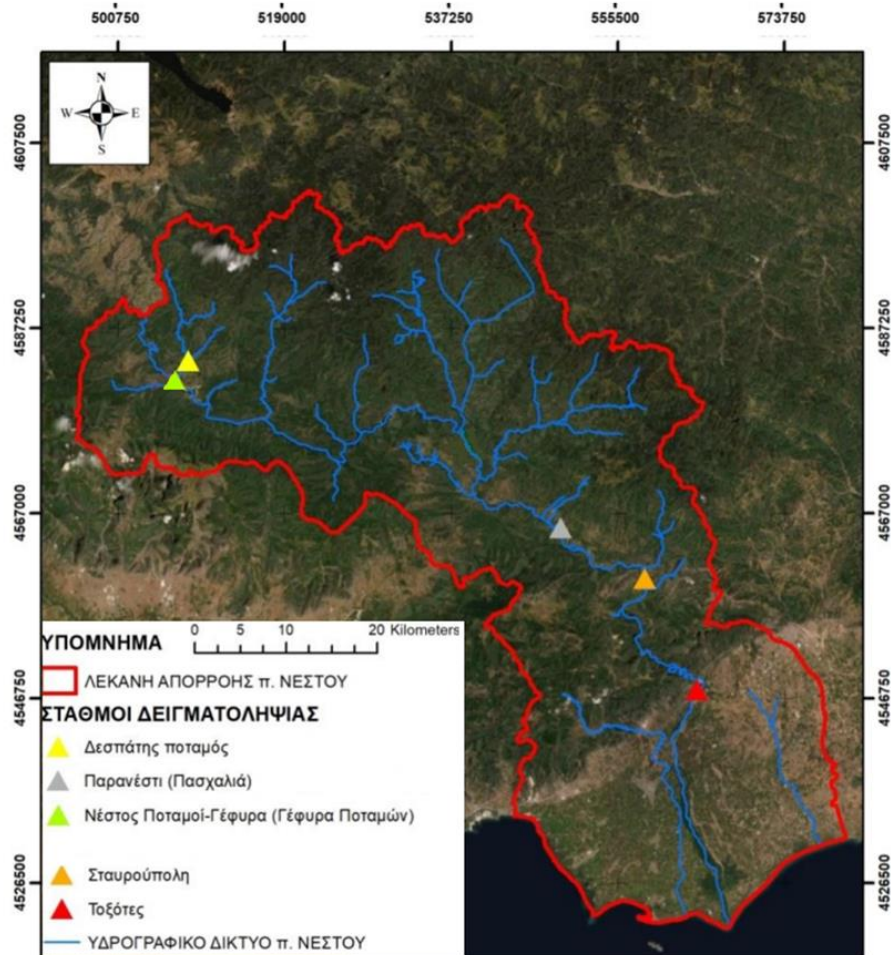 500750 519000 537250 555500 573750
N
W E
S
4607500 4607500
4587250 4587250
4567000 4567000
4546750 4546750
4526500 4526500
ΥΠΟΜΝΗΜΑ
0 5 10 20 Kilometers
ΛΕΚΑΝΗ ΑΠΟΡΡΟΗΣ π. ΝΕΣΤΟΥ
ΣΤΑΘΜΟΙ ΔΕΙΓΜΑΤΟΛΗΨΙΑΣ
Δεσπάτης ποταμός
Παρανέστι (Πασχαλιά)
Νέστος Ποταμοί-Γέφυρα (Γέφυρα Ποταμών)
Σταυρούπολη
Τοξότες
ΥΔΡΟΓΡΑΦΙΚΟ ΔΙΚΤΥΟ π. ΝΕΣΤΟΥ